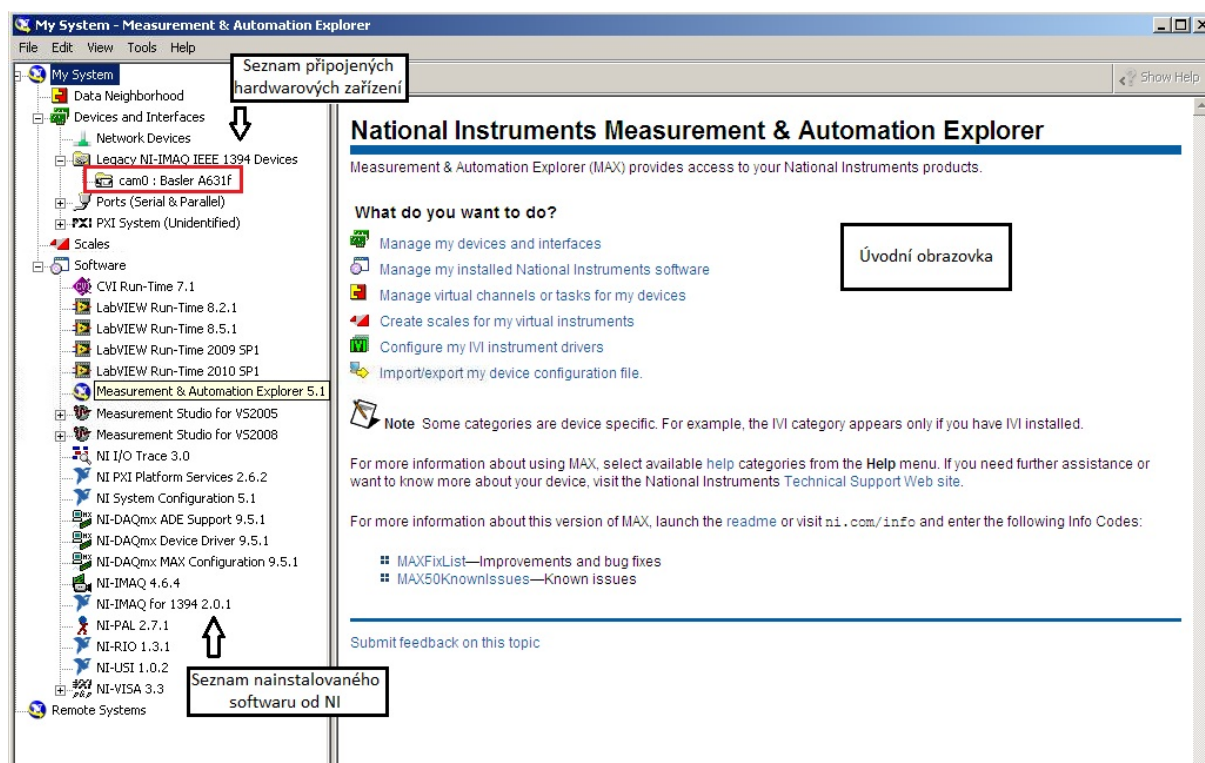 My System - Measurement & Automation Explorer
File Edit View Tools Help
Seznam připojených
hardwarových zařízení
Show Help
My System
Data Neighborhood
Devices and Interfaces
Network Devices
Legacy NI-IMAQ IEEE 1394 Devices
cam0 : Basler A631f
Ports (Serial & Parallel)
PXI PXI System (Unidentified)
Scales
Software
CVI Run-Time 7.1
LabVIEW Run-Time 8.2.1
LabVIEW Run-Time 8.5.1
LabVIEW Run-Time 2009 SP1
LabVIEW Run-Time 2010 SP1
Measurement & Automation Explorer 5.1
Measurement Studio for VS2005
Measurement Studio for VS2008
NI I/O Trace 3.0
NI PXI Platform Services 2.6.2
NI System Configuration 5.1
NI-DAQmx ADE Support 9.5.1
NI-DAQmx Device Driver 9.5.1
NI-DAQmx MAX Configuration 9.5.1
NI-IMAQ 4.6.4
NI-IMAQ for 1394 2.0.1
NI-PAL 2.7.1
NI-RIO 1.3.1
NI-USI 1.0.2
NI-VISA 3.3
Remote Systems
Seznam nainstalovaného
softwaru od NI
National Instruments Measurement & Automation Explorer
Measurement & Automation Explorer (MAX) provides access to your National Instruments products.
What do you want to do?
Manage my devices and interfaces
Manage my installed National Instruments software
Manage virtual channels or tasks for my devices
Create scales for my virtual instruments
IVI Configure my IVI instrument drivers
Import/export my device configuration file.
Úvodní obrazovka
Note Some categories are device specific. For example, the IVI category appears only if you have IVI installed.
For more information about using MAX, select available help categories from the Help menu. If you need further assistance or
want to know more about your device, visit the National Instruments Technical Support Web site.
For more information about this version of MAX, launch the readme or visit ni.com/info and enter the following Info Codes:
MAXFixList—Improvements and bug fixes
MAX50KnownIssues—Known issues
Submit feedback on this topic